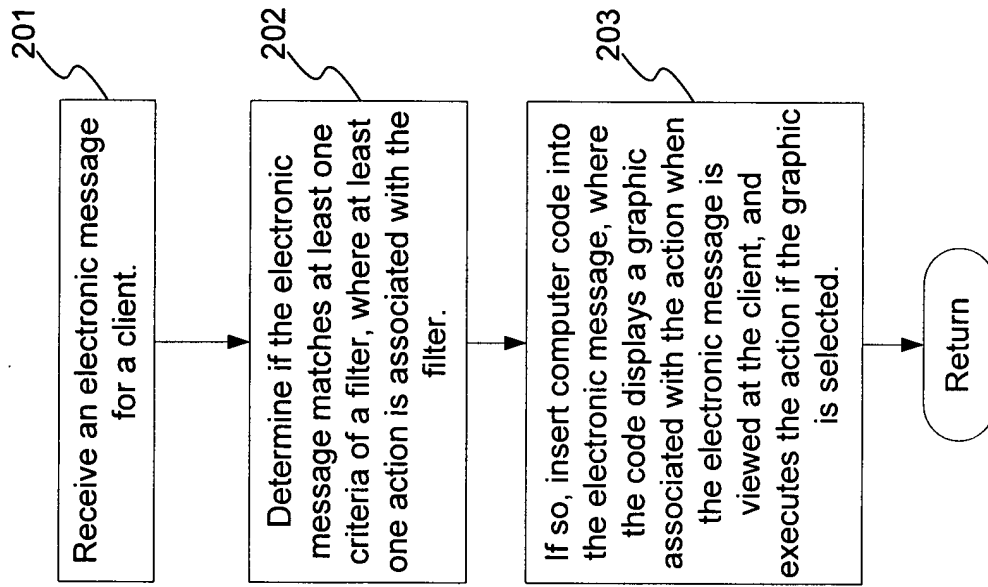 201
Receive an electronic message
for a client.
202
Determine if the electronic
message matches at least one
criteria of a filter, where at least
one action is associated with the
filter.
203
If so, insert computer code into
the electronic message, where
the code displays a graphic
associated with the action when
the electronic message is
viewed at the client, and
executes the action if the graphic
is selected.
Return